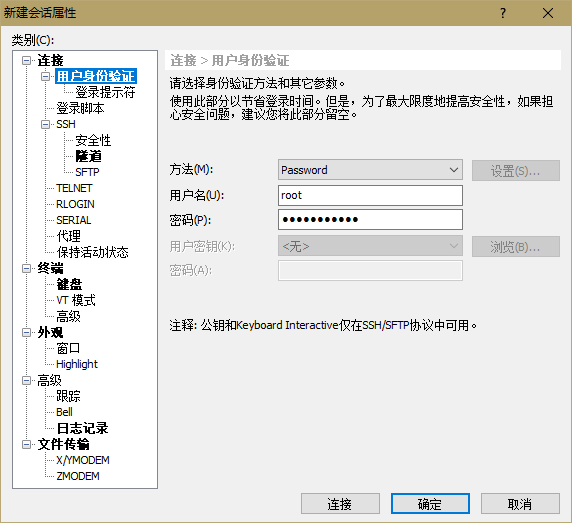 新建会话属性
类别(C):
连接
用户身份验证
登录提示符
登录脚本
SSH
安全性
隧道
SFTP
TELNET
RLOGIN
SERIAL
代理
保持活动状态
终端
键盘
VT 模式
高级
外观
窗口
Highlight
高级
跟踪
Bell
日志记录
文件传输
X/YMODEM
ZMODEM
连接 > 用户身份验证
请选择身份验证方法和其它参数。
使用此部分以节省登录时间。但是，为了最大限度地提高安全性，如果担
心安全问题，建议您将此部分留空。
方法(M): Password 设置(S)...
用户名(U): root
密码(P): ●●●●●●●●●●●
用户密钥(K): <无> 浏览(B)...
密码(A):
注释: 公钥和Keyboard Interactive仅在SSH/SFTP协议中可用。
连接 确定 取消